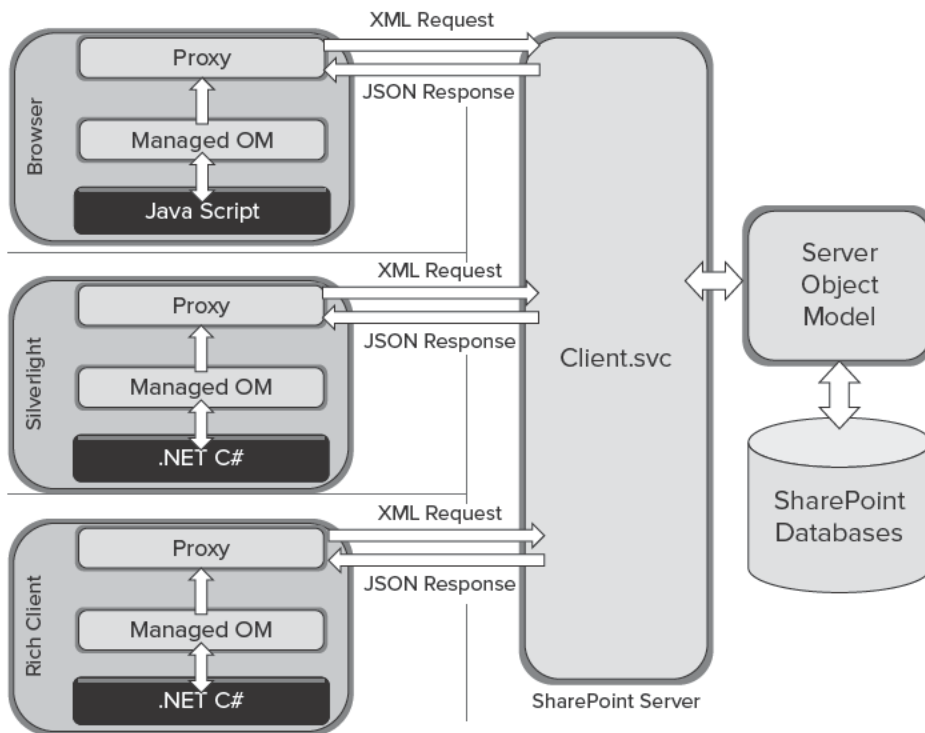 XML Request
Proxy
JSON Response
Managed OM
Java Script
Browser
XML Request
Proxy
JSON Response
Managed OM
.NET C#
Silverlight
XML Request
Proxy
JSON Response
Managed OM
.NET C#
Rich Client
Client.svc
SharePoint Server
Server
Object
Model
SharePoint
Databases